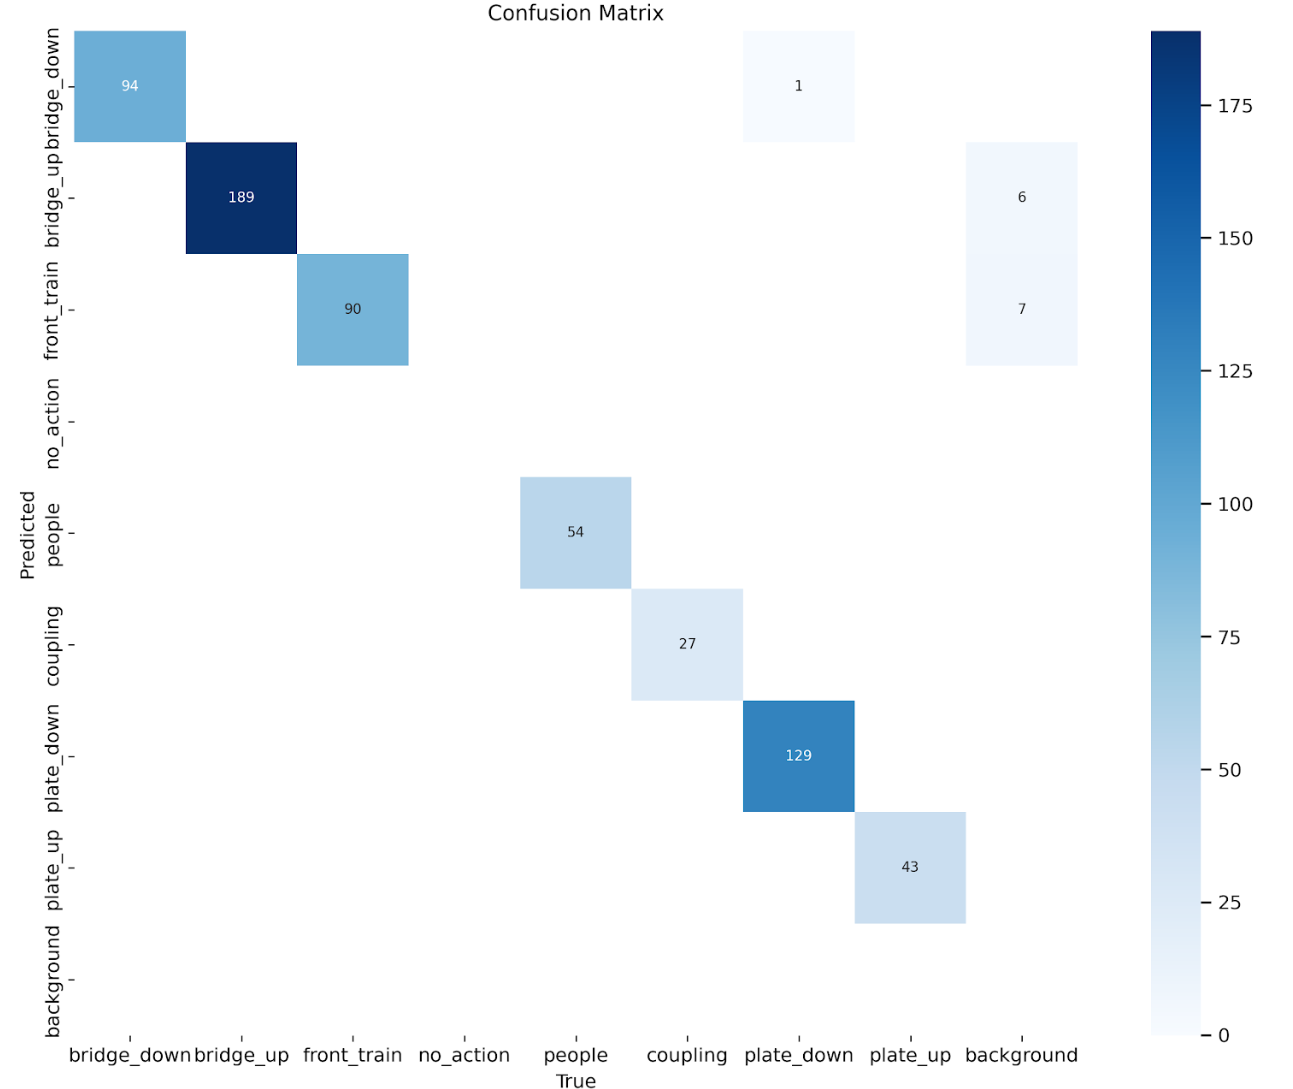 Confusion Matrix
bridge_down
94
1
bridge_up
189
6
front_train
90
7
no_action
Predicted
people
54
coupling
27
plate_down
129
plate_up
43
background
bridge_down bridge_up front_train no_action people coupling plate_down plate_up background
True
175
150
125
100
75
50
25
0